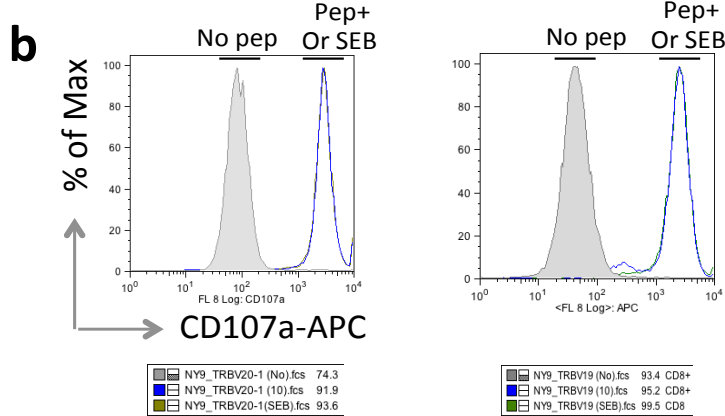 b
No pep
Pep+
Or SEB
No pep
Pep+
Or SEB
% of Max
100
80
60
40
20
0
10^0 10^1 10^2 10^3 10^4
FL 8 Log: CD107a
100
80
60
40
20
0
10^0 10^1 10^2 10^3 10^4
<FL 8 Log>: APC
CD107a-APC
NY9_TRBV20-1 (No).fcs 74.3
NY9_TRBV20-1 (10).fcs 91.9
NY9_TRBV20-1(SEB).fcs 93.6
NY9_TRBV19 (No).fcs 93.4 CD8+
NY9_TRBV19 (10).fcs 95.2 CD8+
NY9_TRBV19 (SEB).fcs 99.5 CD8